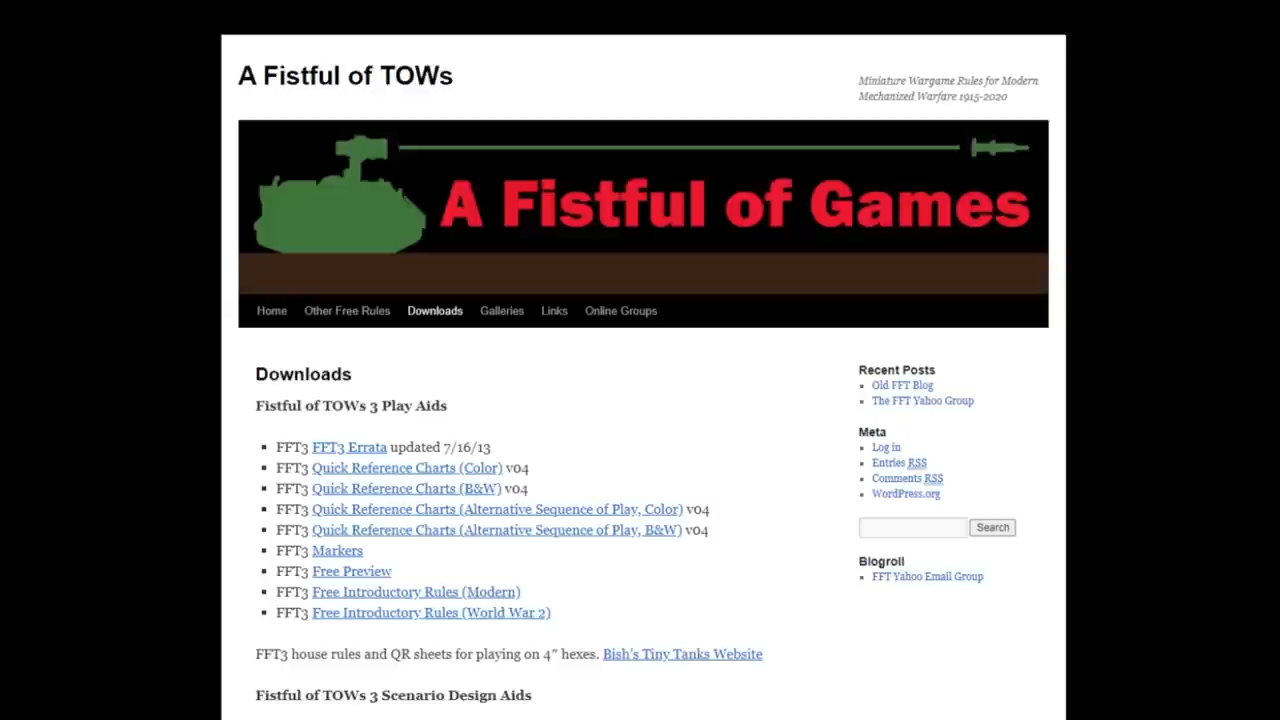 A Fistful of TOWs
Miniature Wargame Rules for Modern
Mechanized Warfare 1915-2020
A Fistful of Games
Home Other Free Rules Downloads Galleries Links Online Groups
Downloads
Fistful of TOWs 3 Play Aids
FFT3 FFT3 Errata updated 7/16/13
FFT3 Quick Reference Charts (Color) v04
FFT3 Quick Reference Charts (B&W) v04
FFT3 Quick Reference Charts (Alternative Sequence of Play, Color) v04
FFT3 Quick Reference Charts (Alternative Sequence of Play, B&W) v04
FFT3 Markers
FFT3 Free Preview
FFT3 Free Introductory Rules (Modern)
FFT3 Free Introductory Rules (World War 2)
FFT3 house rules and QR sheets for playing on 4″ hexes. Bish's Tiny Tanks Website
Fistful of TOWs 3 Scenario Design Aids
Recent Posts
Old FFT Blog
The FFT Yahoo Group
Meta
Log in
Entries RSS
Comments RSS
WordPress.org
Search
Blogroll
FFT Yahoo Email Group